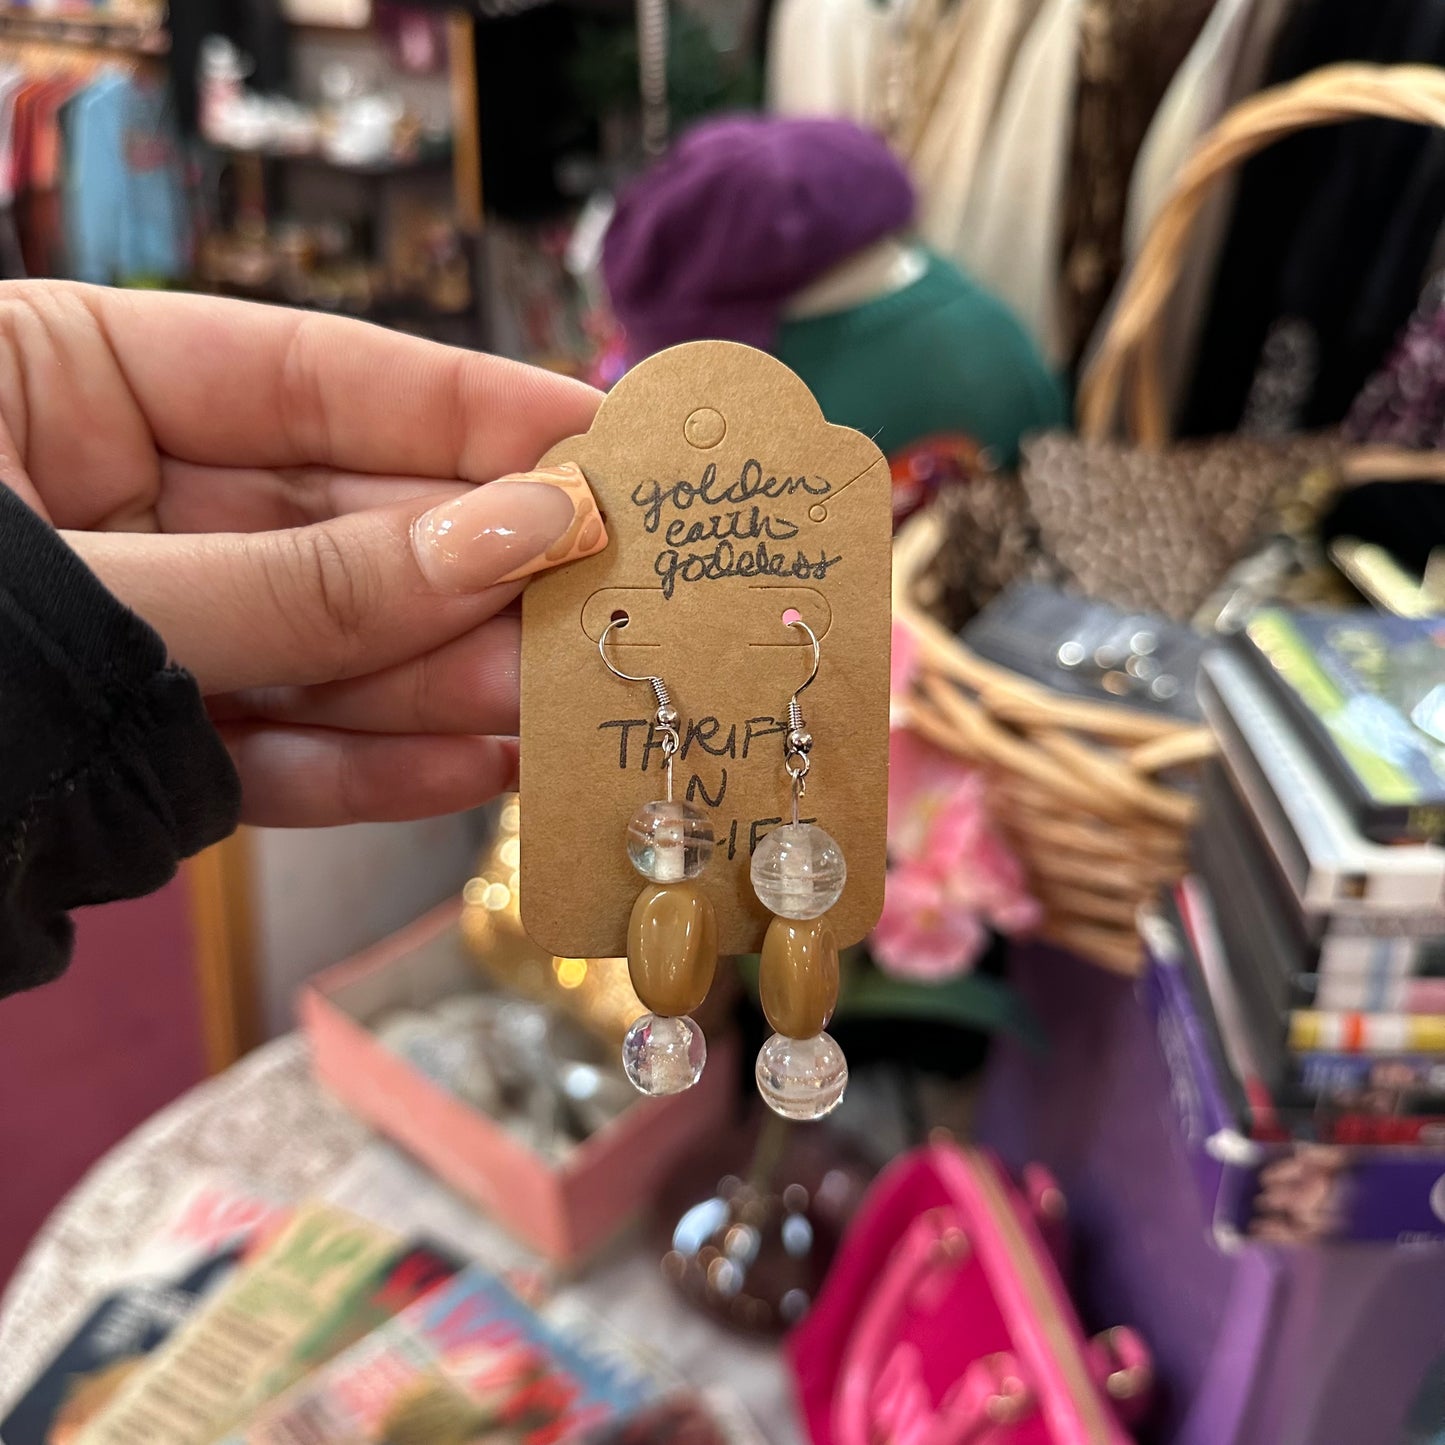 golden
earth
goddess
THRIFT
N